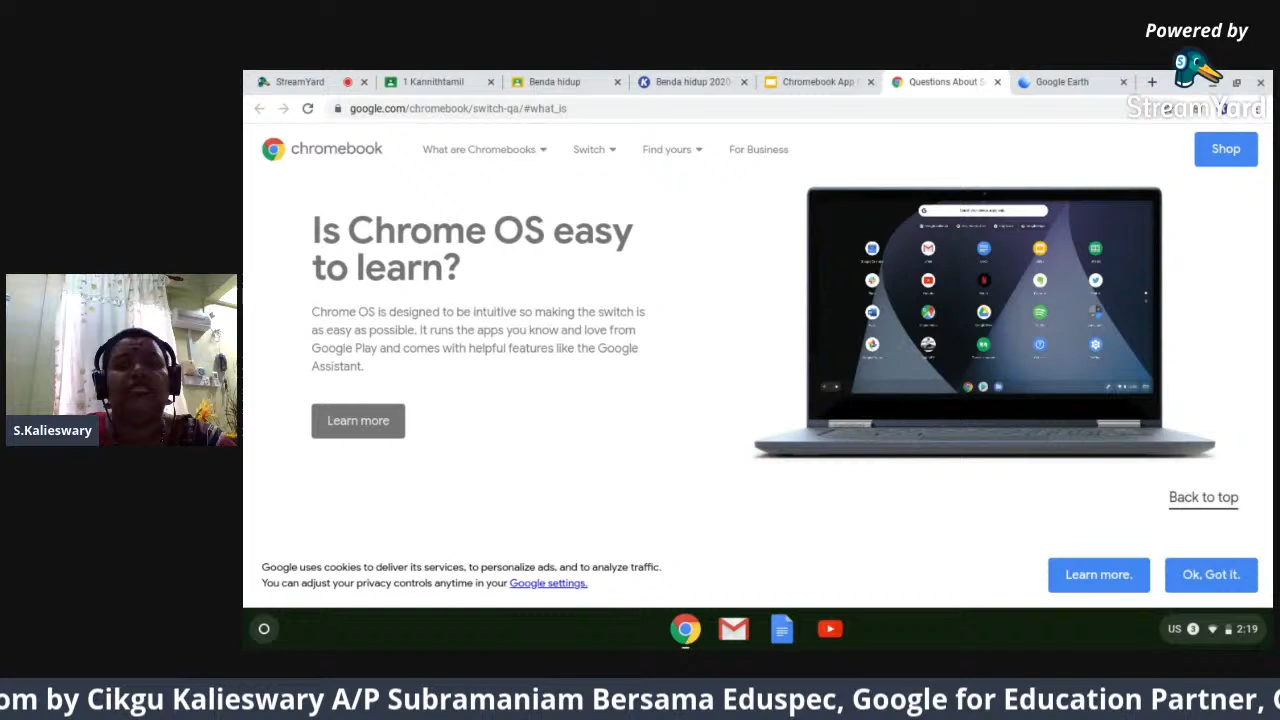 Powered by
StreamYard
StreamYard
1 Kannithtamil
Benda hidup
Benda hidup 2020
Chromebook App
Questions About S
Google Earth
google.com/chromebook/switch-qa/#what_is
chromebook
What are Chromebooks
Switch
Find yours
For Business
Shop
Is Chrome OS easy
to learn?
Chrome OS is designed to be intuitive so making the switch is
as easy as possible. It runs the apps you know and love from
Google Play and comes with helpful features like the Google
Assistant.
Learn more
Back to top
S.Kalieswary
Google uses cookies to deliver its services, to personalize ads, and to analyze traffic.
You can adjust your privacy controls anytime in your Google settings.
Learn more.
Ok, Got it.
US 3 2:19
om by Cikgu Kalieswary A/P Subramaniam Bersama Eduspec, Google for Education Partner,